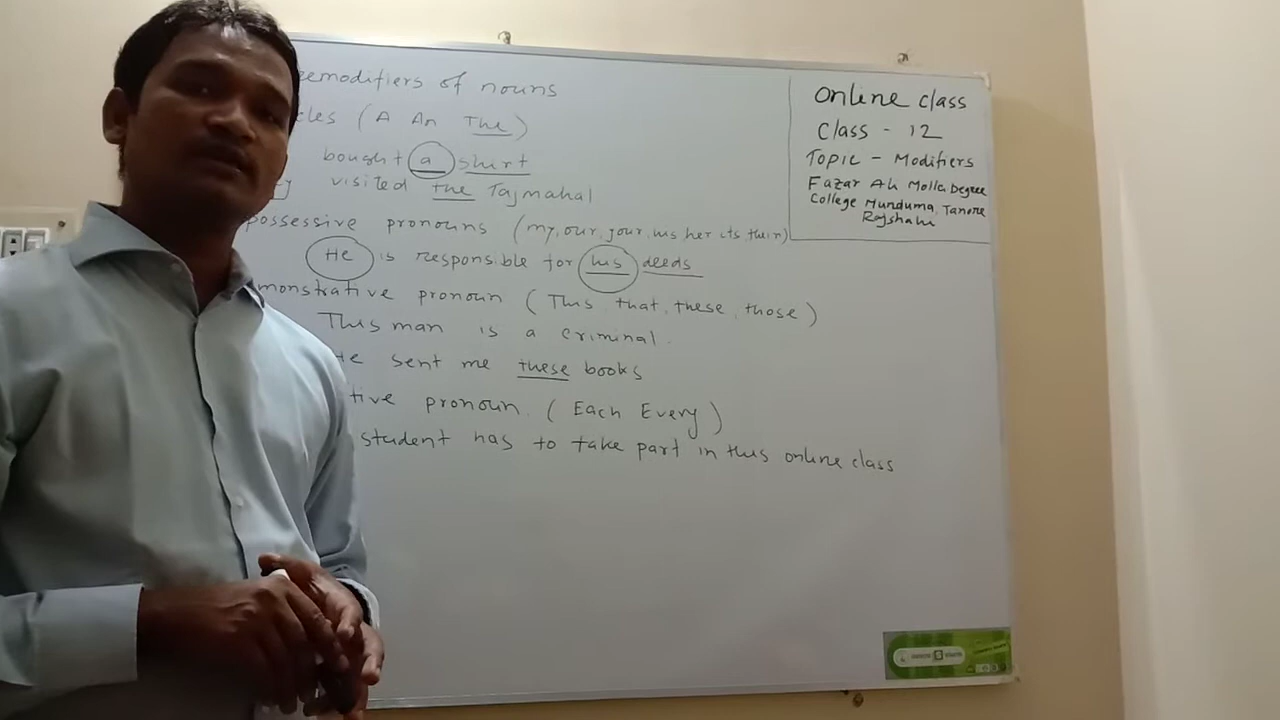 remodifiers of nouns
cles (A An The)
bought a shirt
y visited the Tajmahal
possessive pronouns (my, our, your, his her its their)
He is responsible for his deeds
monstrative pronoun (This that, these, those)
This man is a criminal.
He sent me these books
tive pronoun. (Each Every)
student has to take part in this online class
Online class
Class - 12
Topic - Modifiers
Fazar Ali Molla Degree
College Munduma, Tanore
Rajshahi